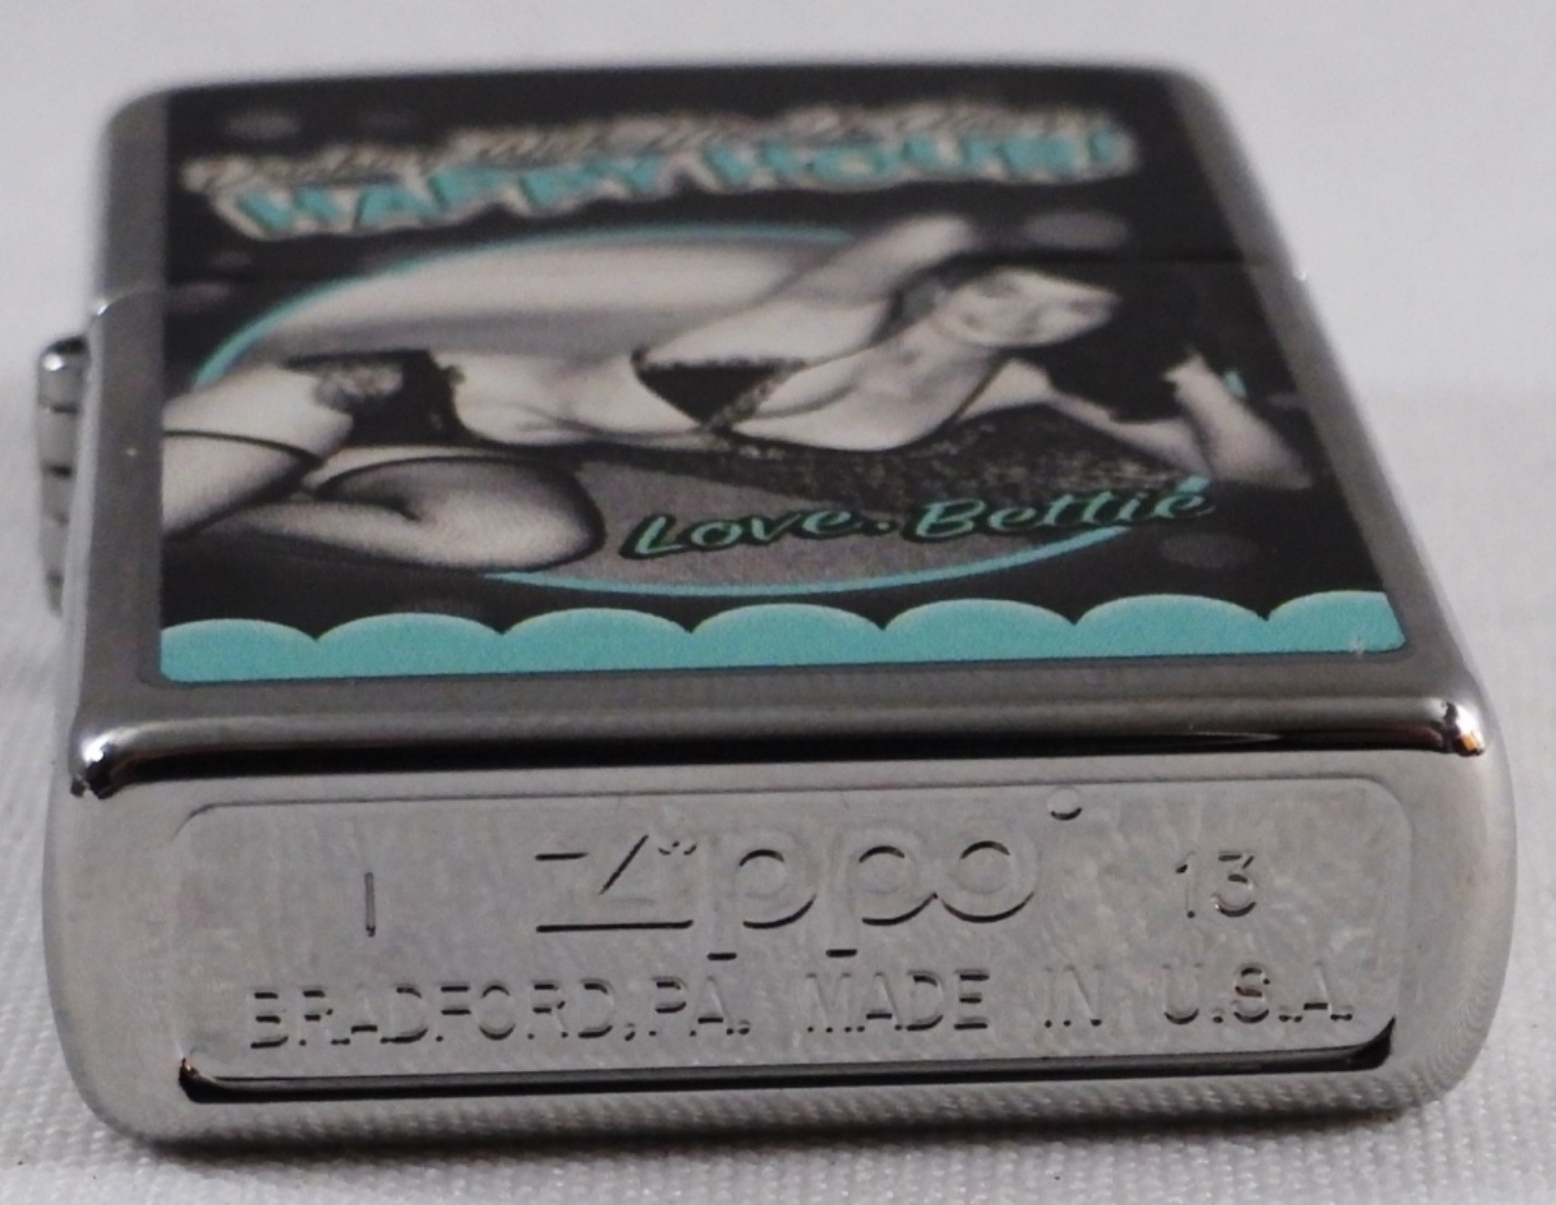 HAPPY HOUR!
Love, Bettie
I Zippo 13
BRADFORD, PA. MADE IN U.S.A.